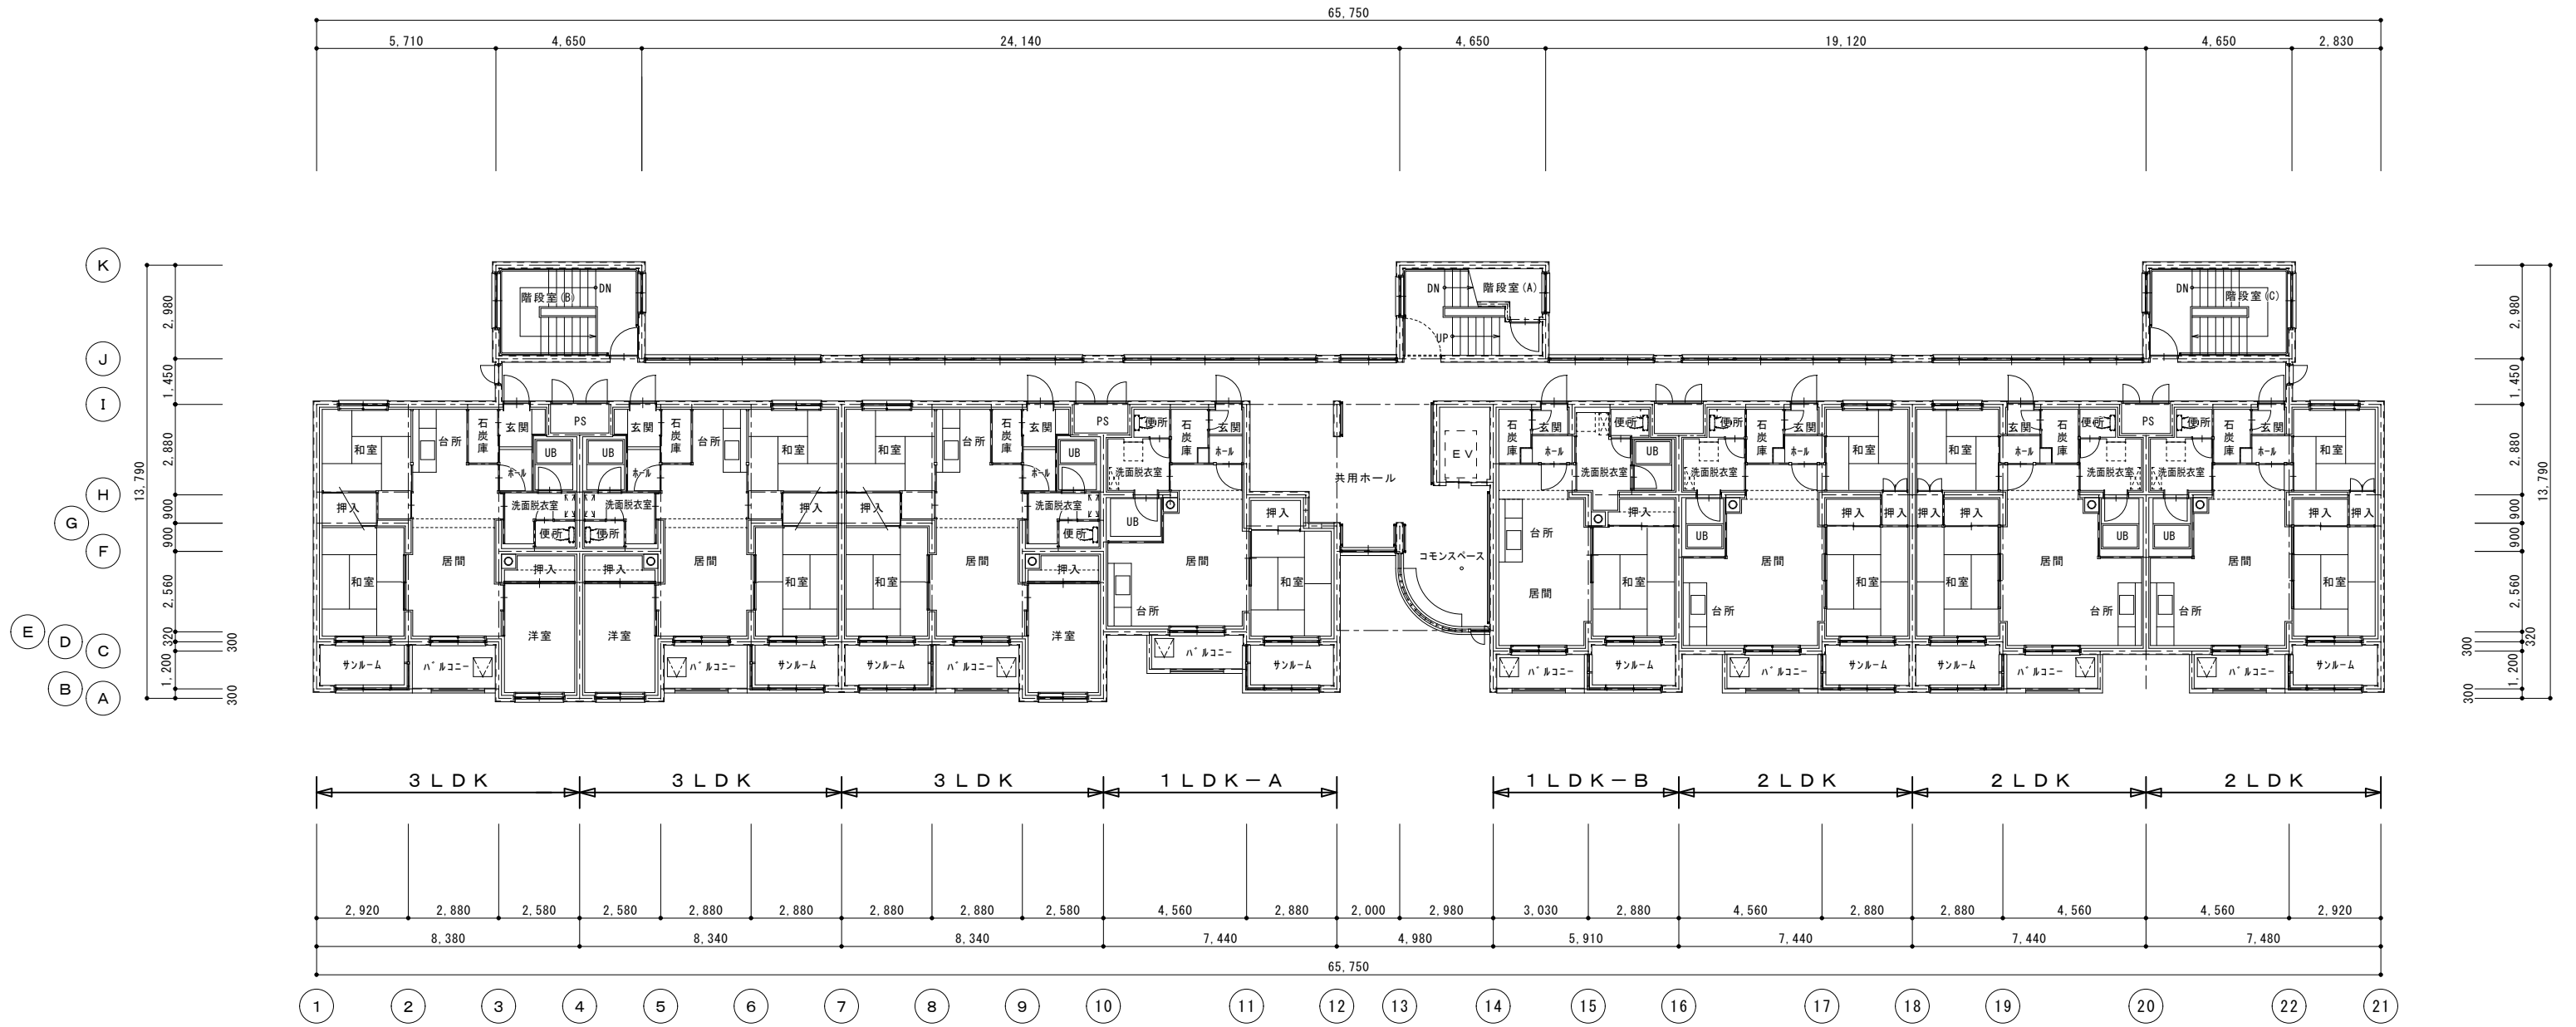 65,750
5,710 4,650 24,140 4,650 19,120 4,650 2,830
K
J
I
H
G
F
E
D
C
B
A
13,790
2,980
1,450
2,880
900
900
2,560
320
300
1,200
300
階段室(B) DN
DN 階段室(A)
UP
DN 階段室(C)
和室 台所 石炭庫 玄関 PS 玄関 石炭庫 台所 和室
UB UB
ホール ホール
押入 洗面脱衣室 洗面脱衣室 押入
便所 便所
和室 居間 押入 押入 居間 和室
洋室 洋室
サンルーム バルコニー バルコニー サンルーム
和室 台所 石炭庫 玄関 PS 便所 石炭庫 玄関
UB
ホール 洗面脱衣室 ホール
押入 洗面脱衣室 UB 押入
便所
和室 居間 押入 居間 和室
洋室 台所
サンルーム バルコニー バルコニー サンルーム
共用ホール
EV
コモンスペース
石炭庫 玄関 便所 便所 石炭庫 玄関 和室
ホール 洗面脱衣室 UB 洗面脱衣室 ホール
台所 押入 UB 押入 押入
居間 和室 居間 和室
台所
バルコニー サンルーム バルコニー サンルーム
和室 玄関 石炭庫 便所 PS 便所 石炭庫 玄関 和室
ホール 洗面脱衣室 洗面脱衣室 ホール
押入 押入 UB UB 押入 押入
和室 居間 居間 和室
台所 台所
サンルーム バルコニー バルコニー サンルーム
2,980
1,450
2,880
900
900
2,560
320
300
1,200
300
13,790
3LDK 3LDK 3LDK 1LDK-A 1LDK-B 2LDK 2LDK 2LDK
2,920 2,880 2,580 2,580 2,880 2,880 2,880 2,880 2,580 4,560 2,880 2,000 2,980 3,030 2,880 4,560 2,880 2,880 4,560 4,560 2,920
8,380 8,340 8,340 7,440 4,980 5,910 7,440 7,440 7,480
65,750
1 2 3 4 5 6 7 8 9 10 11 12 13 14 15 16 17 18 19 20 22 21